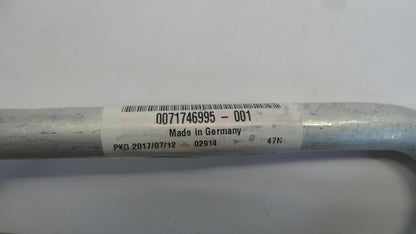 0071746995 - 001
Made in Germany
PKG 2017/07/12 02914 G 47N